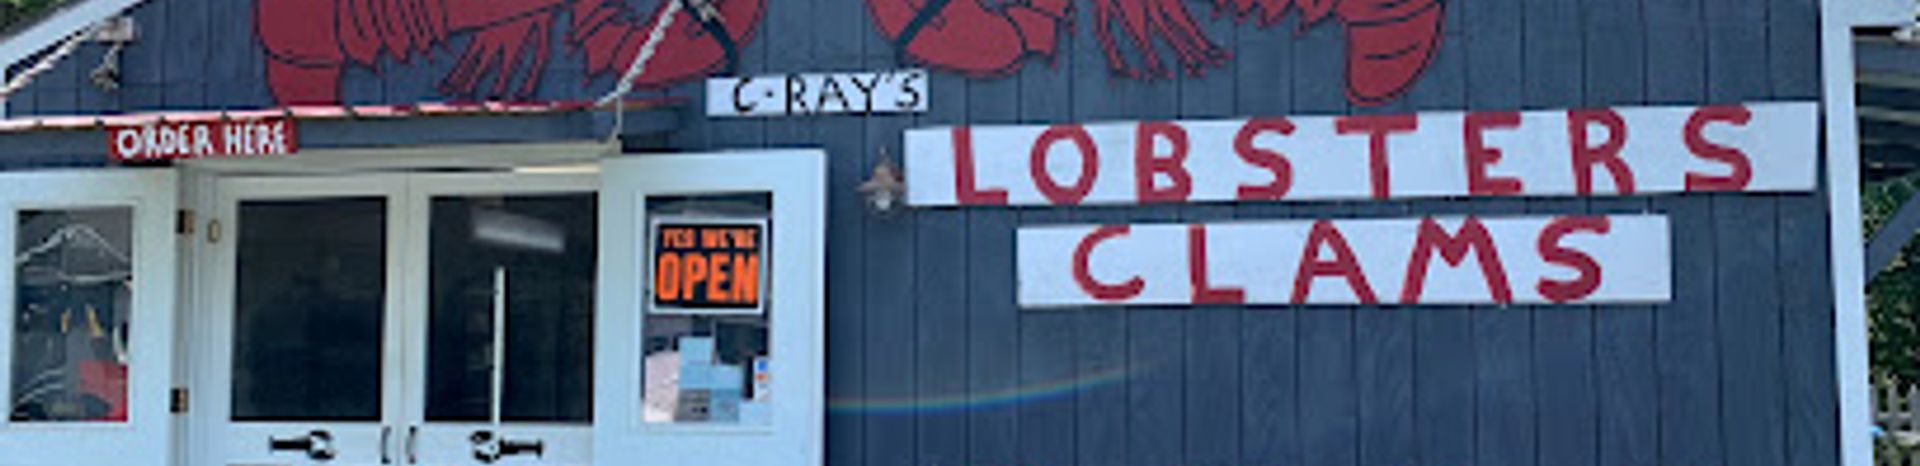 C-RAY'S
ORDER HERE
LOBSTERS
CLAMS
YES WE'RE
OPEN